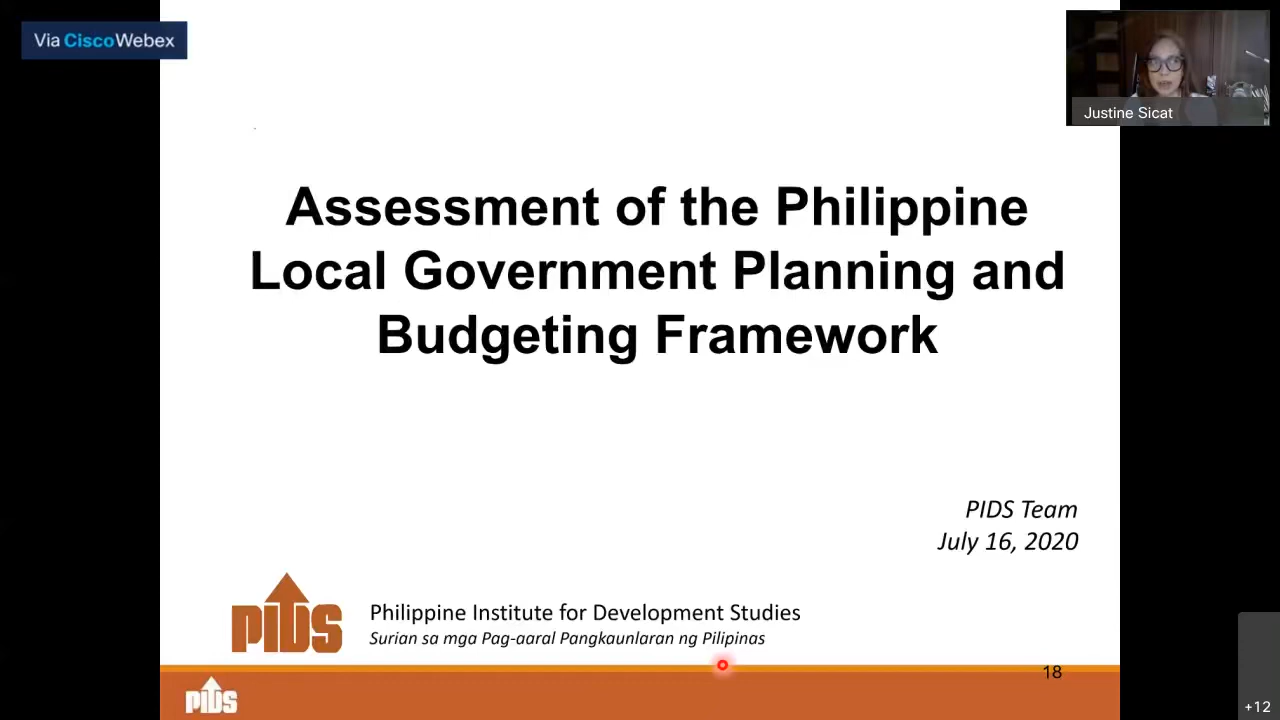 Via CiscoWebex
Justine Sicat
Assessment of the Philippine
Local Government Planning and
Budgeting Framework
PIDS Team
July 16, 2020
PIDS
Philippine Institute for Development Studies
Surian sa mga Pag-aaral Pangkaunlaran ng Pilipinas
18
PIDS
+12